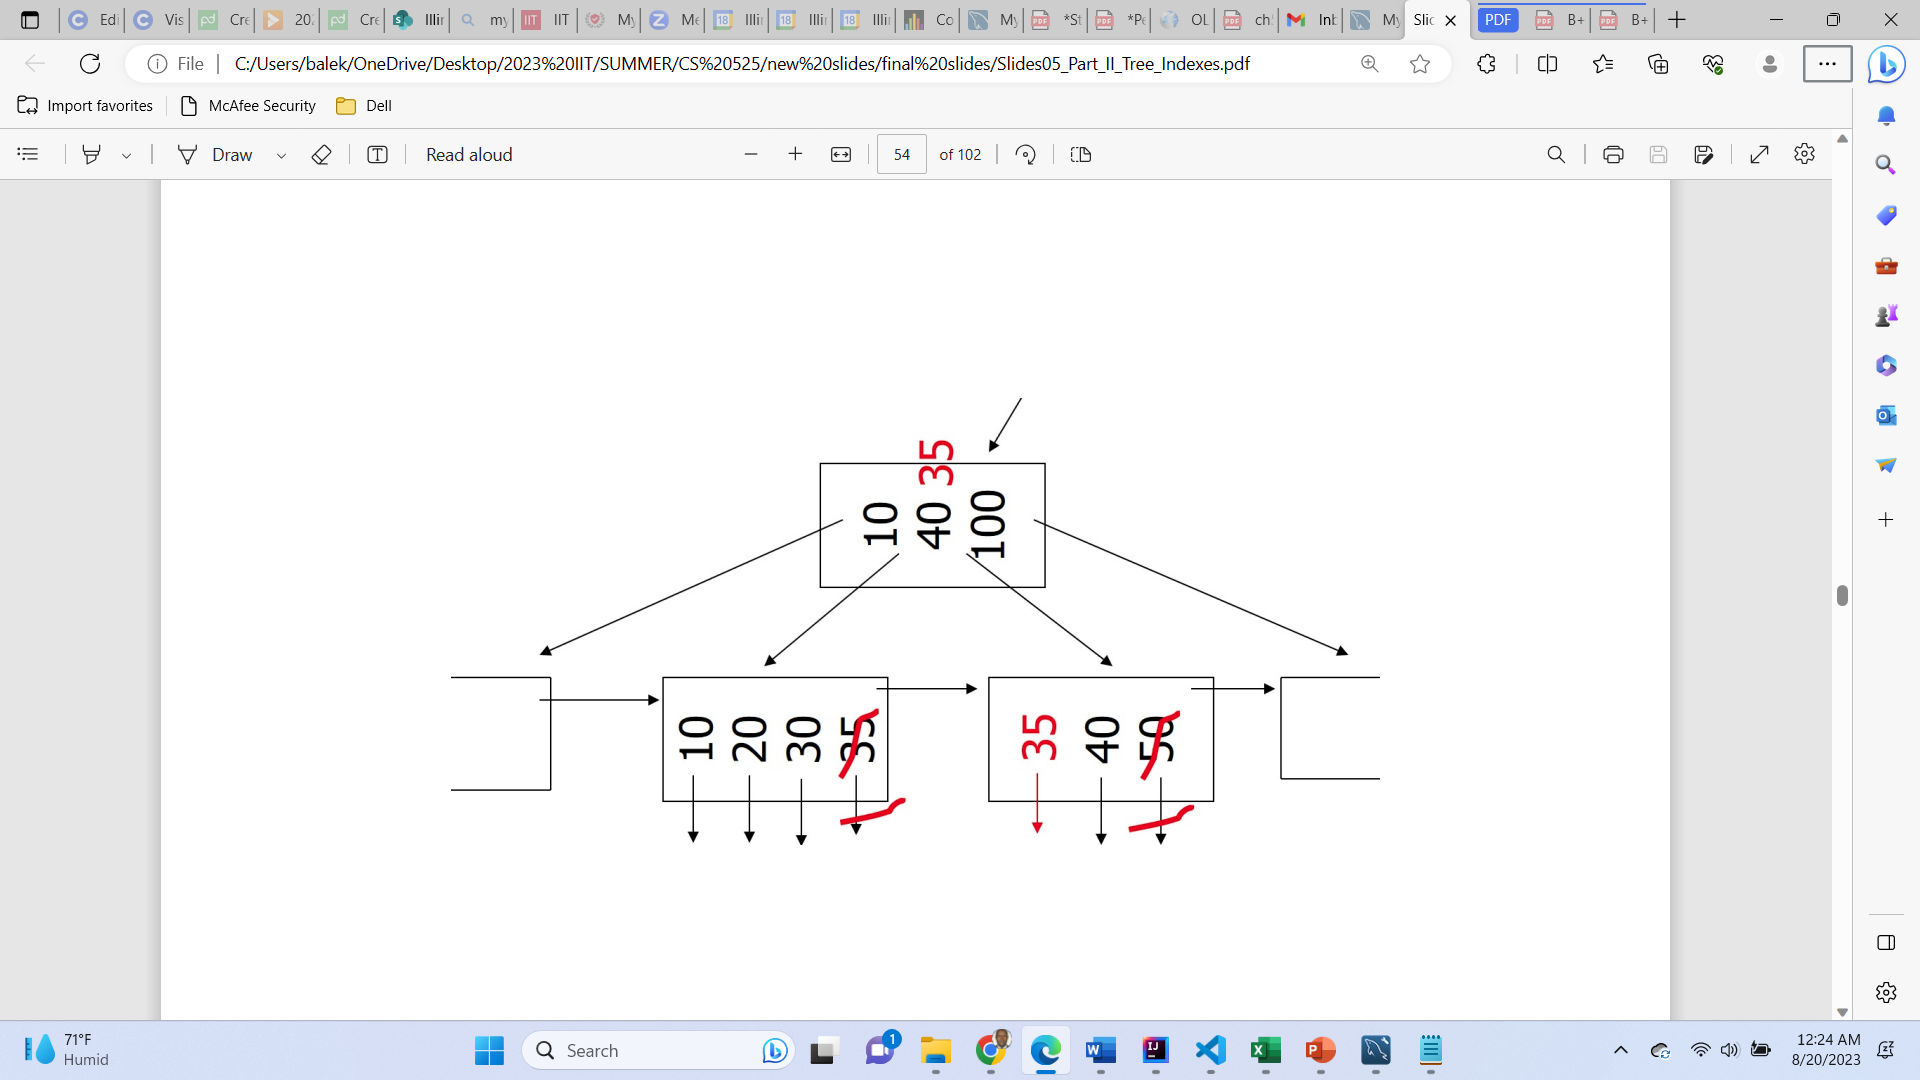 Edi
Vis
Cre
202
Cre
Illir
my
IIT
My
Me
Illir
Illir
Illir
Co
My
*St
*Pe
OL
ch!
Inb
My
Slic
PDF
B+
B+
File
C:/Users/balek/OneDrive/Desktop/2023%20IIT/SUMMER/CS%20525/new%20slides/final%20slides/Slides05_Part_II_Tree_Indexes.pdf
Import favorites
McAfee Security
Dell
Draw
Read aloud
54
of 102
35
10
40
100
10
20
30
35
35
40
50
71°F
Humid
Search
1
12:24 AM
8/20/2023